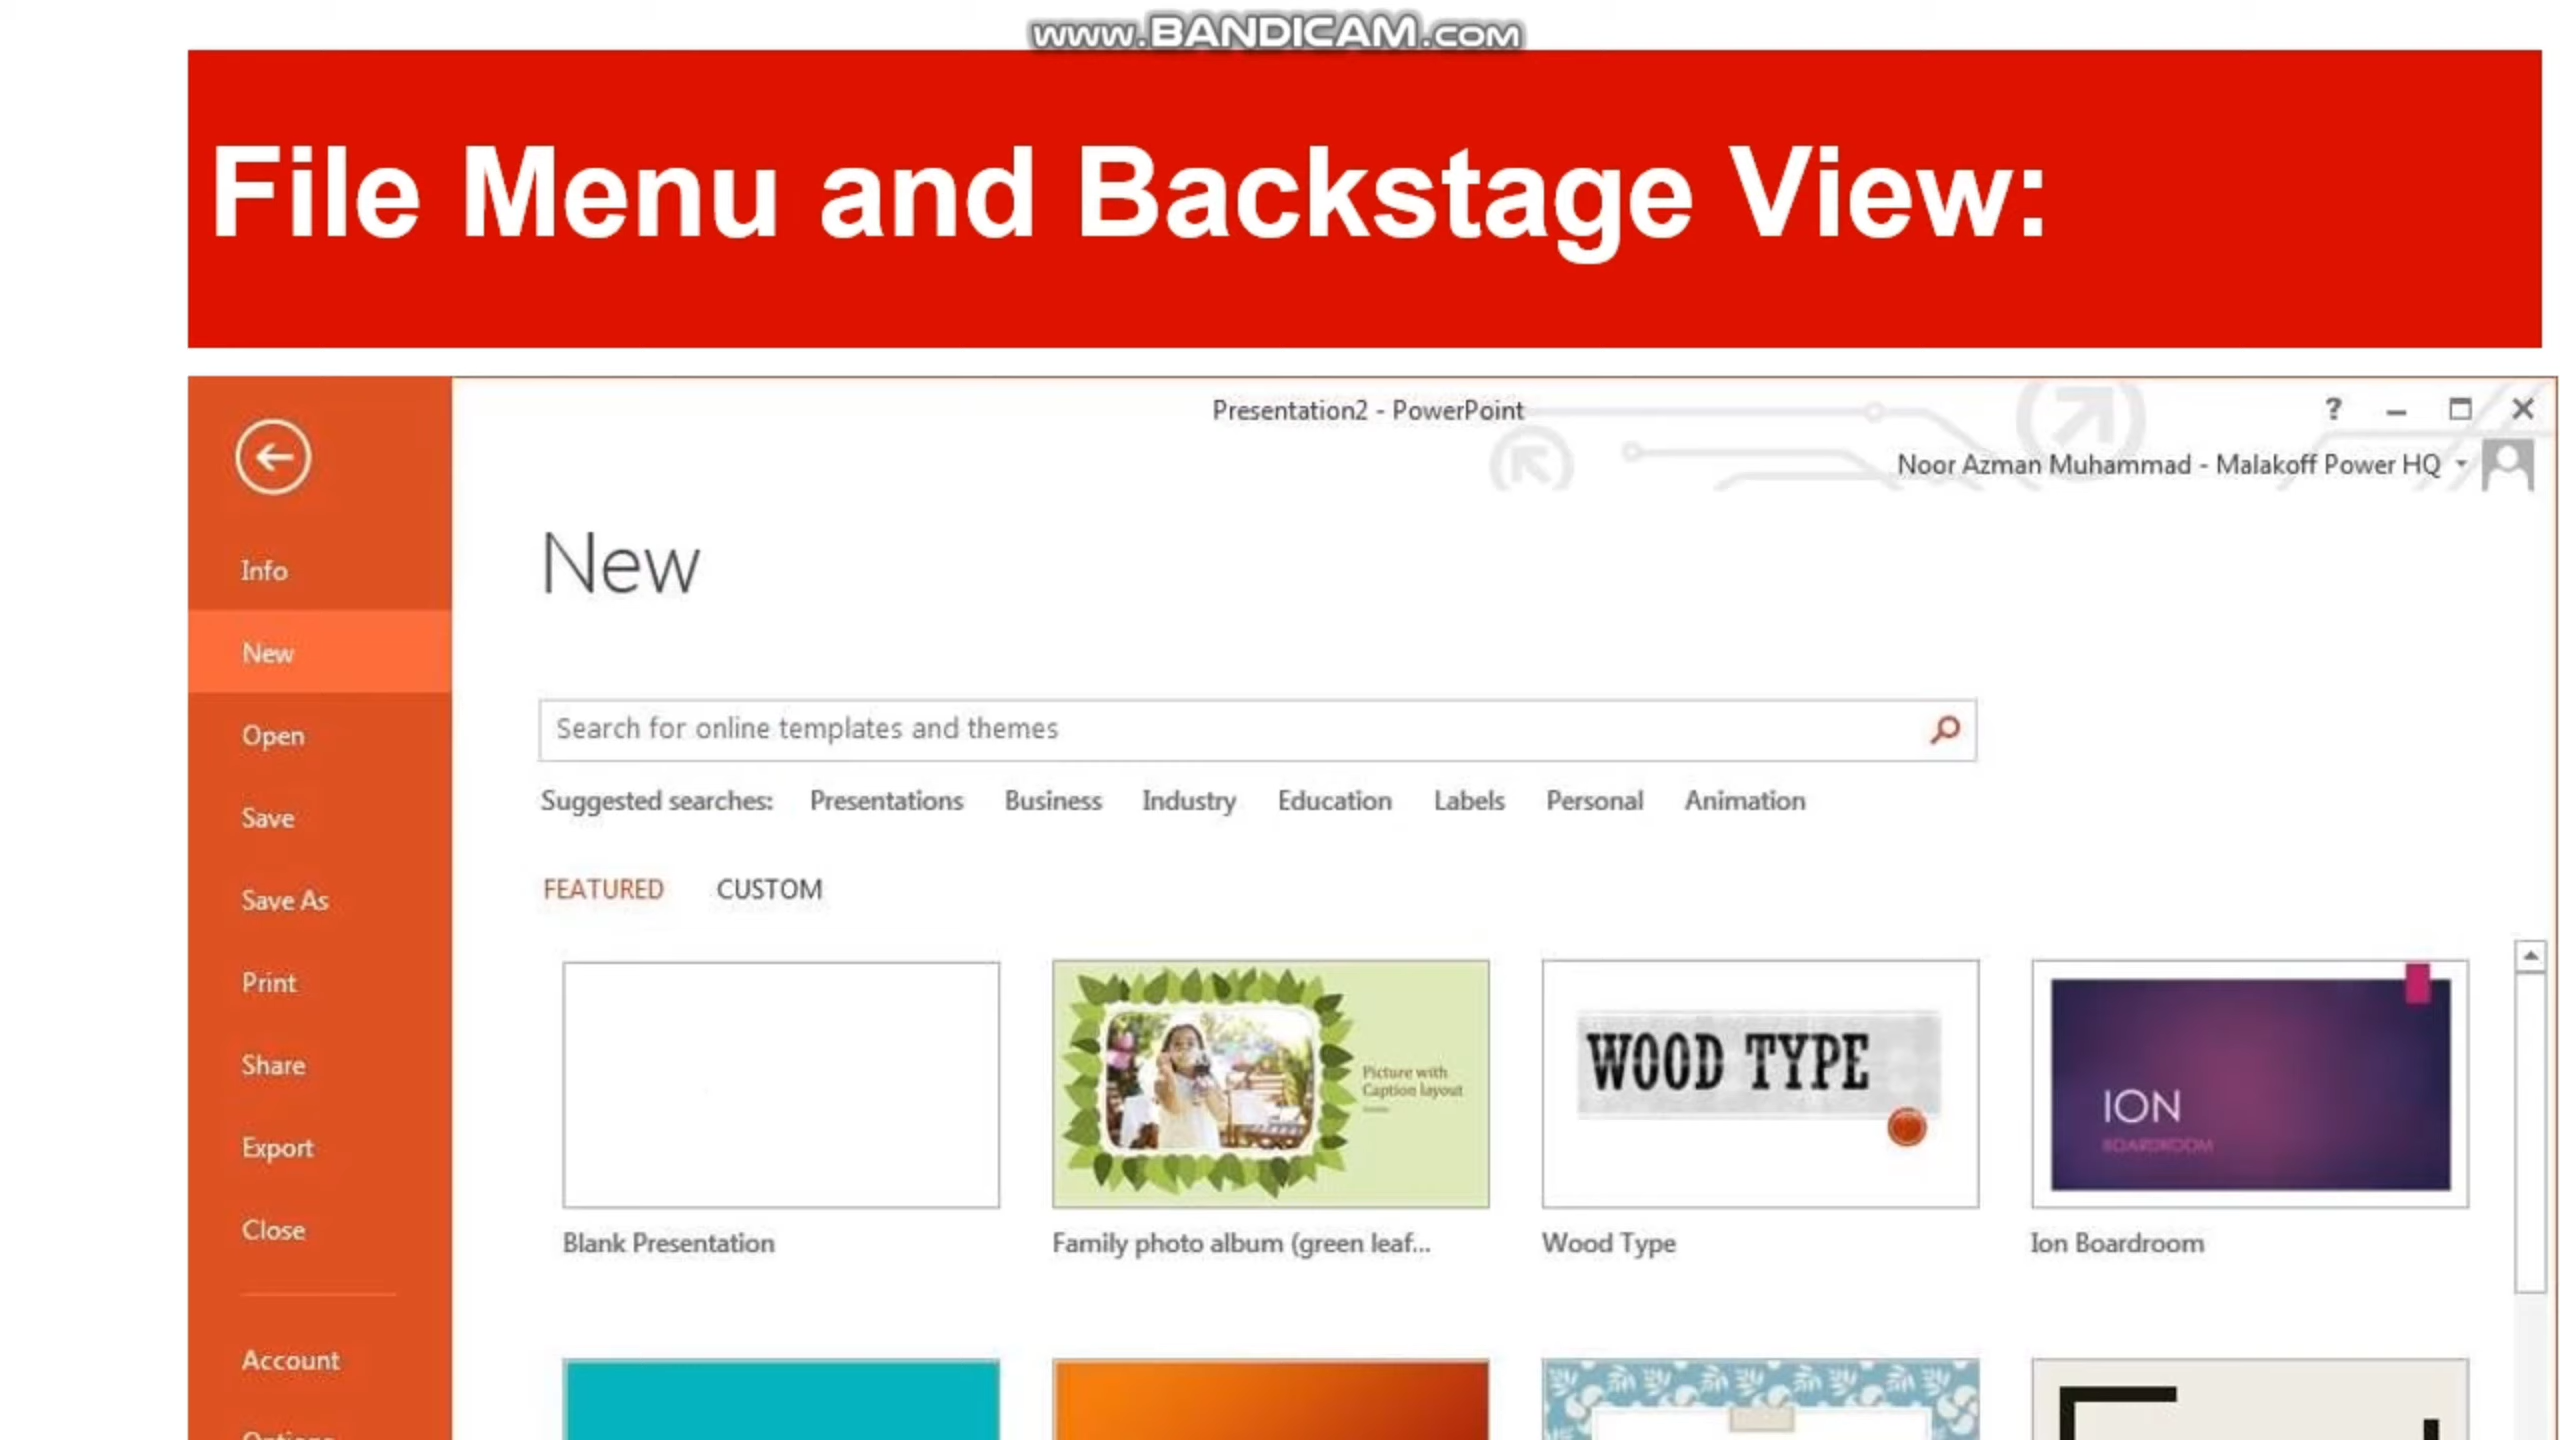 www.BANDICAM.com
File Menu and Backstage View:
Presentation2 - PowerPoint
?
Noor Azman Muhammad - Malakoff Power HQ
Info
New
Open
Save
Save As
Print
Share
Export
Close
Account
New
Search for online templates and themes
Suggested searches: Presentations Business Industry Education Labels Personal Animation
FEATURED CUSTOM
Picture with
Caption layout
WOOD TYPE
ION
BOARDROOM
Blank Presentation
Family photo album (green leaf...
Wood Type
Ion Boardroom